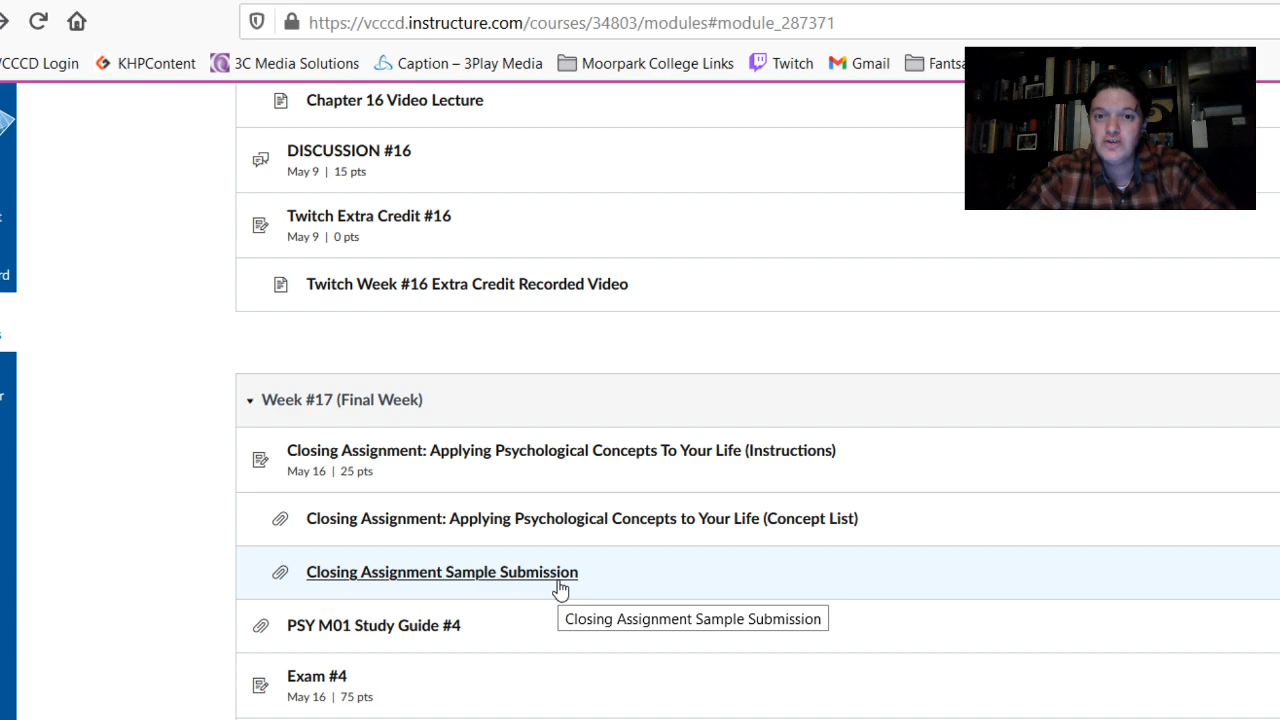 https://vcccd.instructure.com/courses/34803/modules#module_287371
VCCCD Login KHPContent 3C Media Solutions Caption – 3Play Media Moorpark College Links Twitch Gmail Fantsa
Chapter 16 Video Lecture
DISCUSSION #16
May 9 | 15 pts
Twitch Extra Credit #16
May 9 | 0 pts
Twitch Week #16 Extra Credit Recorded Video
Week #17 (Final Week)
Closing Assignment: Applying Psychological Concepts To Your Life (Instructions)
May 16 | 25 pts
Closing Assignment: Applying Psychological Concepts to Your Life (Concept List)
Closing Assignment Sample Submission
Closing Assignment Sample Submission
PSY M01 Study Guide #4
Exam #4
May 16 | 75 pts